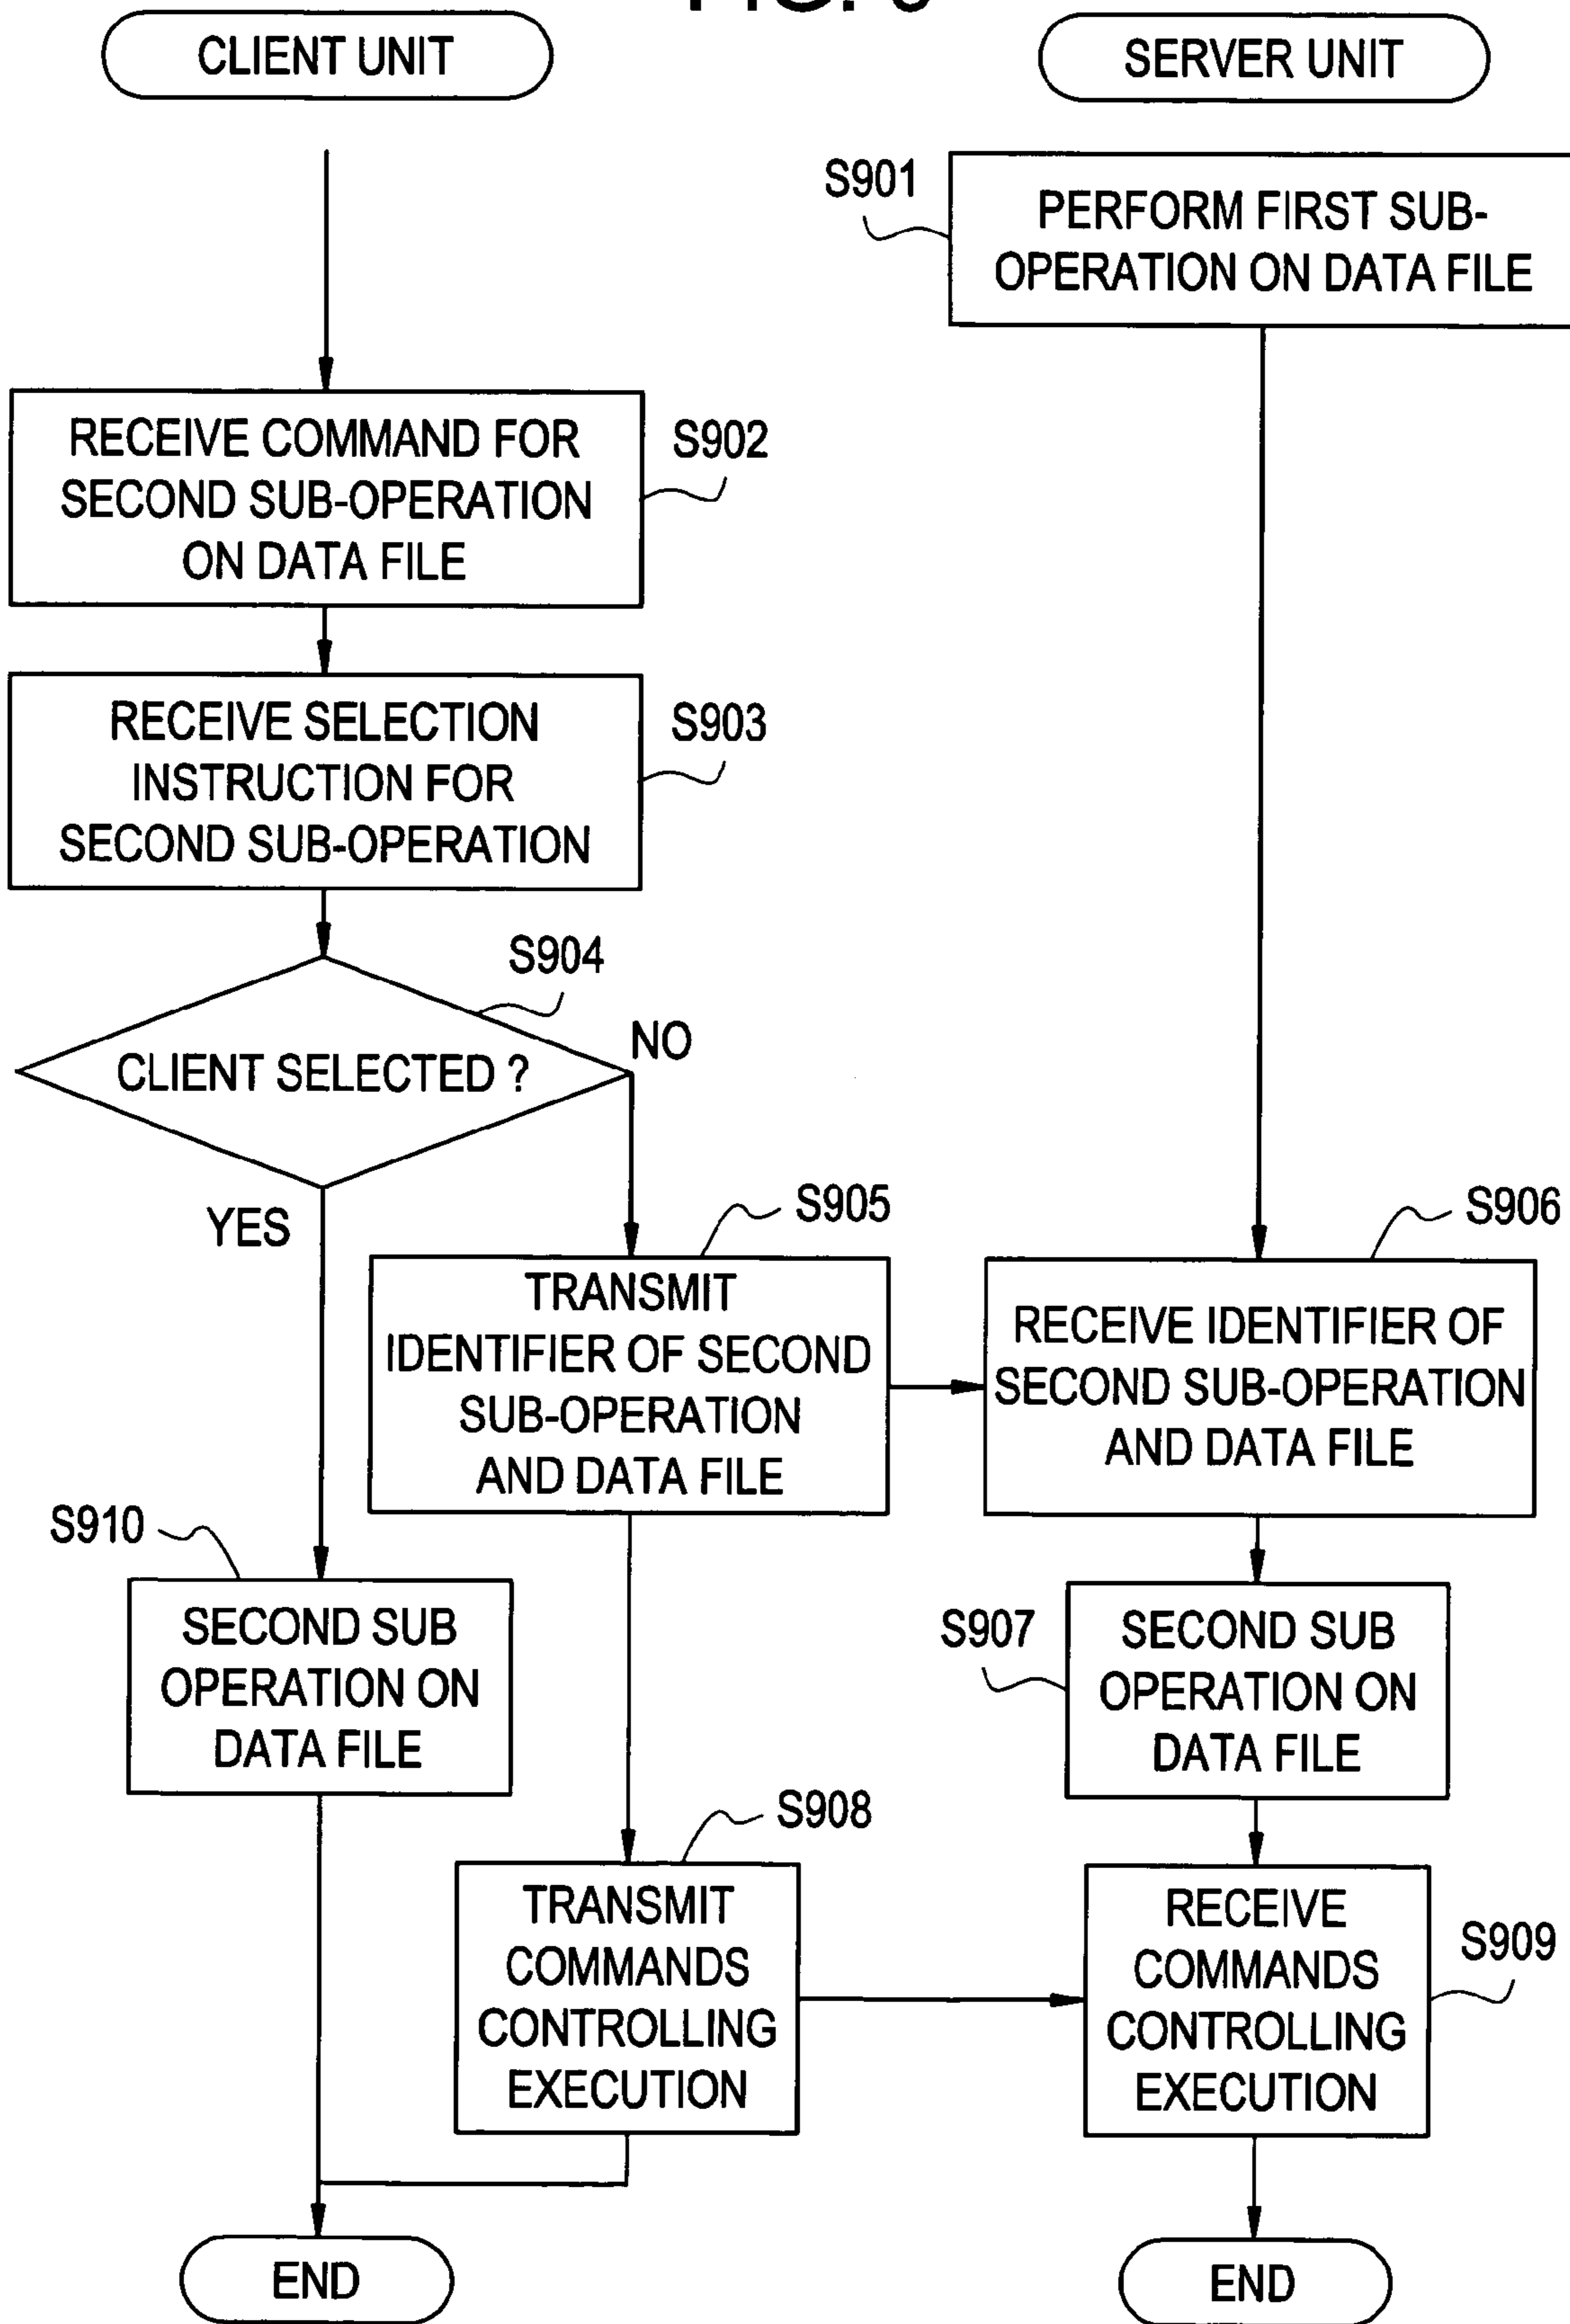 CLIENT UNIT
SERVER UNIT
S901
PERFORM FIRST SUB-
OPERATION ON DATA FILE
RECEIVE COMMAND FOR
SECOND SUB-OPERATION
ON DATA FILE
S902
RECEIVE SELECTION
INSTRUCTION FOR
SECOND SUB-OPERATION
S903
S904
CLIENT SELECTED ?
NO
YES
S905
TRANSMIT
IDENTIFIER OF SECOND
SUB-OPERATION
AND DATA FILE
S906
RECEIVE IDENTIFIER OF
SECOND SUB-OPERATION
AND DATA FILE
S910
SECOND SUB
OPERATION ON
DATA FILE
S907
SECOND SUB
OPERATION ON
DATA FILE
S908
TRANSMIT
COMMANDS
CONTROLLING
EXECUTION
RECEIVE
COMMANDS
CONTROLLING
EXECUTION
S909
END
END